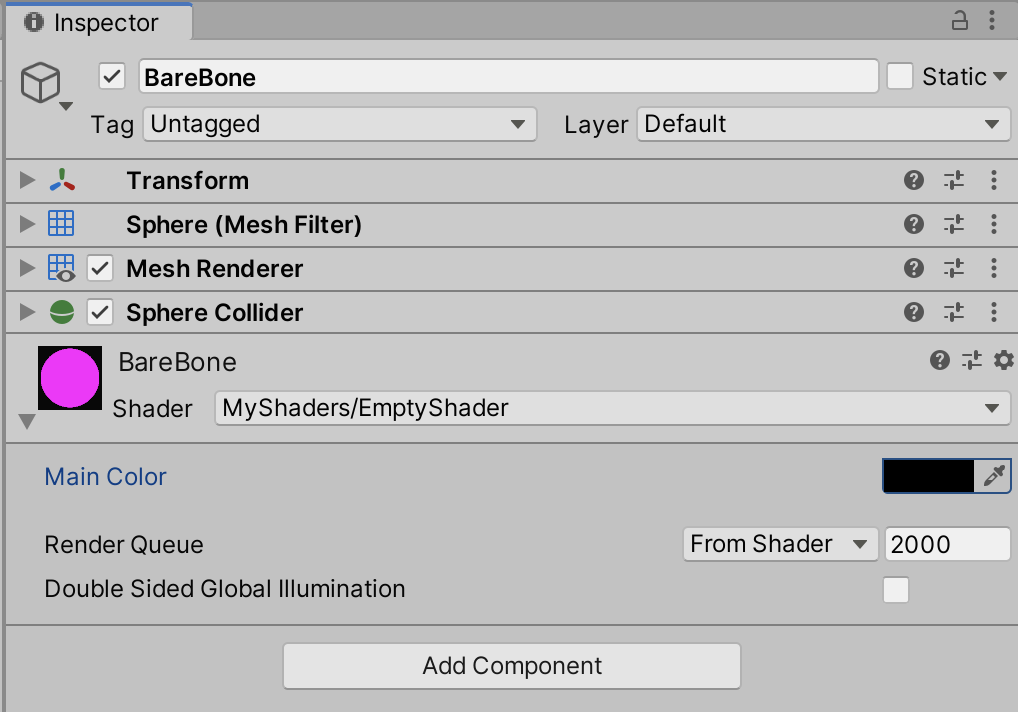 Inspector
BareBone
Static
Tag Untagged Layer Default
Transform
Sphere (Mesh Filter)
Mesh Renderer
Sphere Collider
BareBone
Shader MyShaders/EmptyShader
Main Color
Render Queue From Shader 2000
Double Sided Global Illumination
Add Component